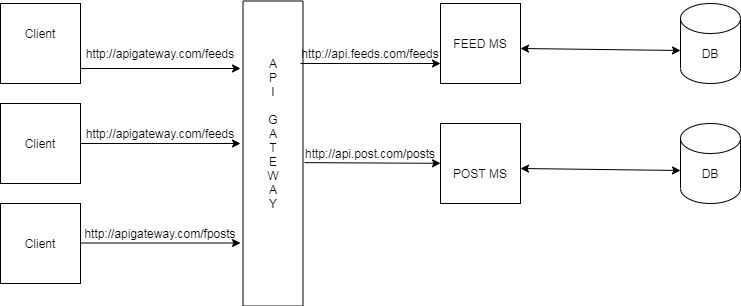 Client
http://apigateway.com/feeds
http://api.feeds.com/feeds
FEED MS
DB
A
P
I
G
A
T
E
W
A
Y
Client
http://apigateway.com/feeds
http://api.post.com/posts
POST MS
DB
Client
http://apigateway.com/fposts